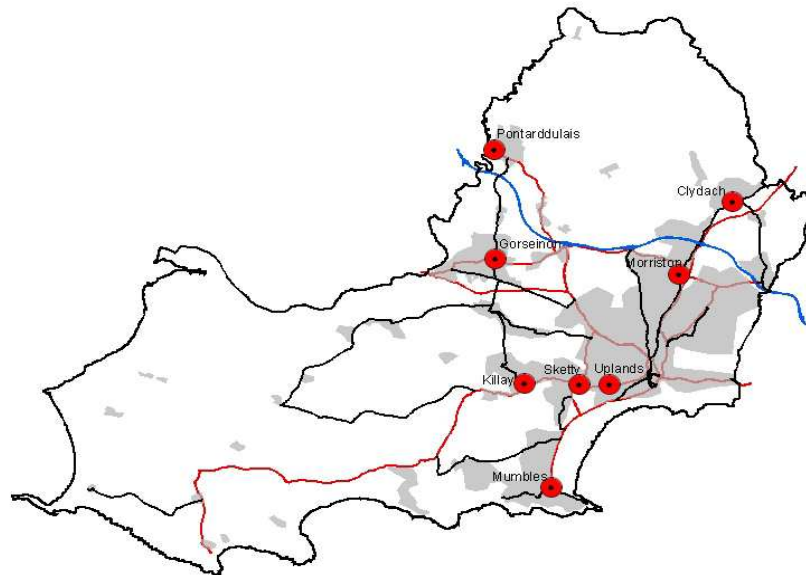 Pontarddulais
Clydach
Gorseinon
Morriston
Killay
Sketty
Uplands
Mumbles